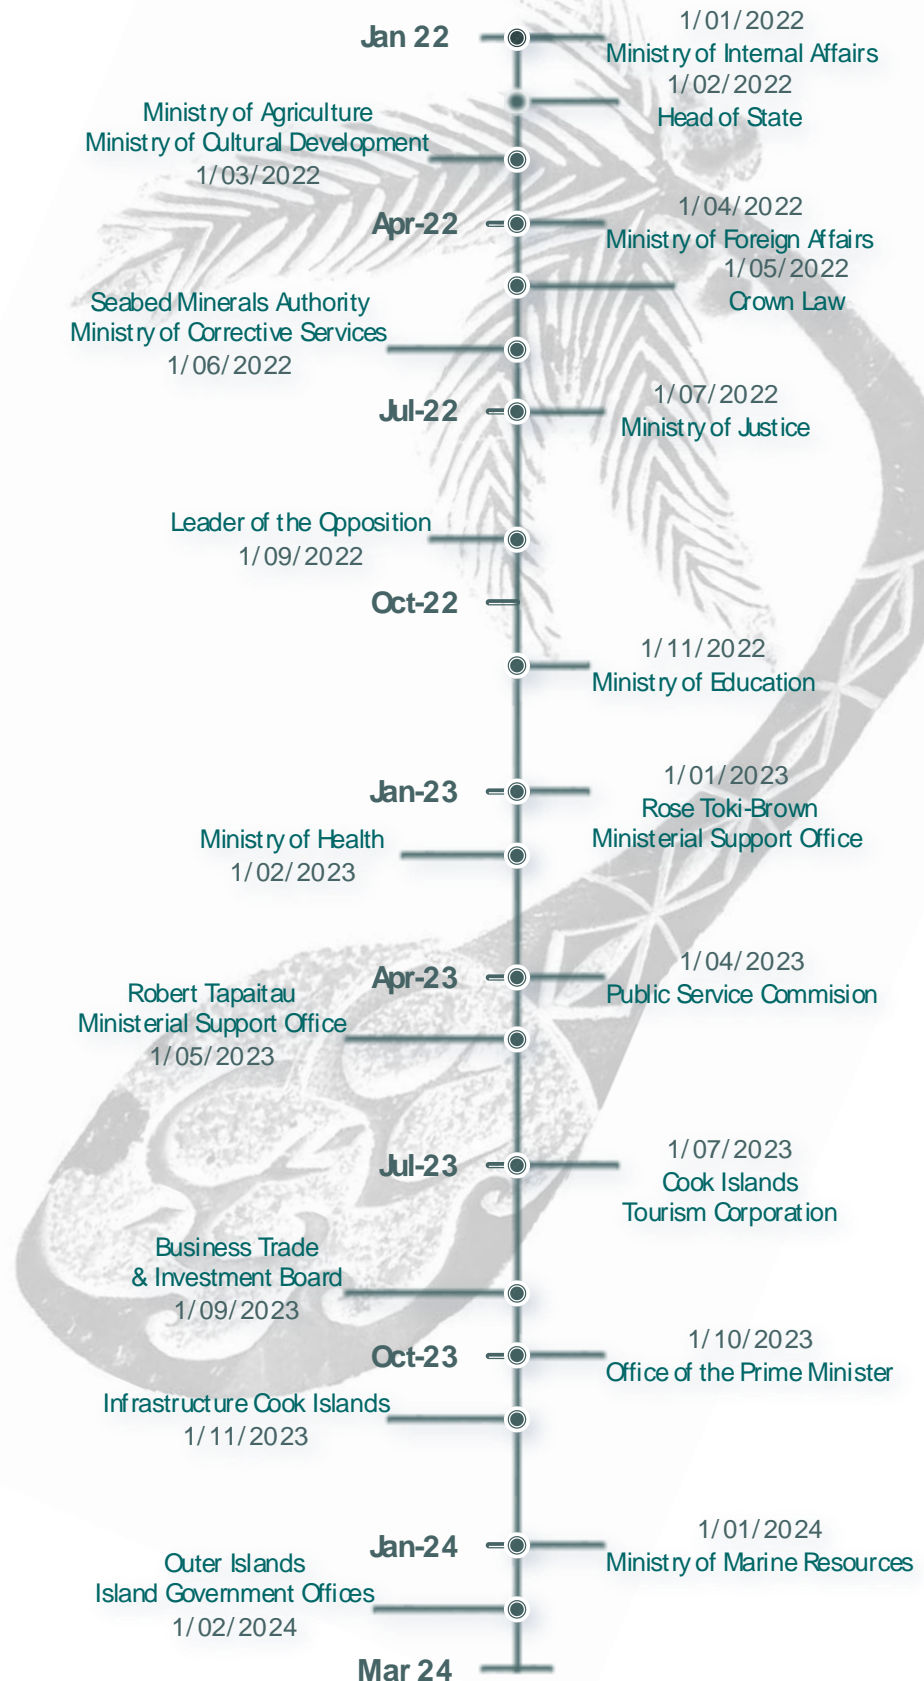 Jan 22
1/01/2022
Ministry of Internal Affairs
1/02/2022
Head of State
Ministry of Agriculture
Ministry of Cultural Development
1/03/2022
Apr-22
1/04/2022
Ministry of Foreign Affairs
1/05/2022
Crown Law
Seabed Minerals Authority
Ministry of Corrective Services
1/06/2022
Jul-22
1/07/2022
Ministry of Justice
Leader of the Opposition
1/09/2022
Oct-22
1/11/2022
Ministry of Education
Jan-23
1/01/2023
Rose Toki-Brown
Ministerial Support Office
Ministry of Health
1/02/2023
Apr-23
1/04/2023
Public Service Commision
Robert Tapaitau
Ministerial Support Office
1/05/2023
Jul-23
1/07/2023
Cook Islands
Tourism Corporation
Business Trade
& Investment Board
1/09/2023
Oct-23
1/10/2023
Office of the Prime Minister
Infrastructure Cook Islands
1/11/2023
Jan-24
1/01/2024
Ministry of Marine Resources
Outer Islands
Island Government Offices
1/02/2024
Mar 24